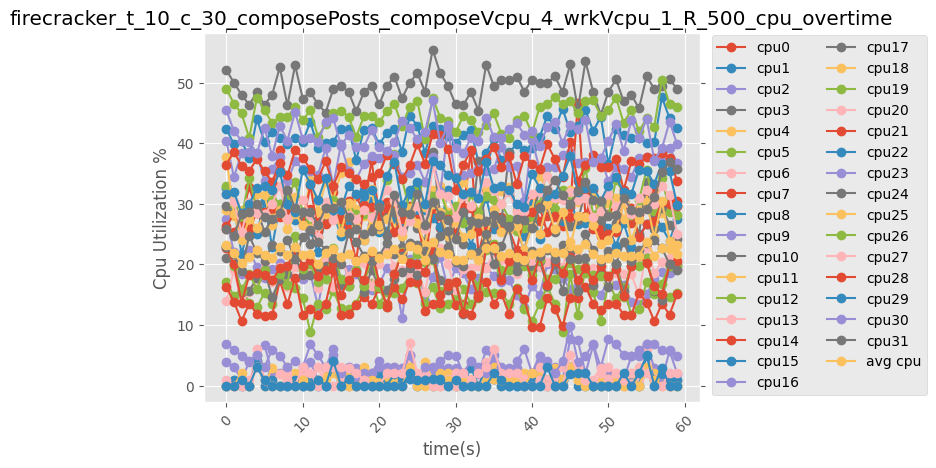 firecracker_t_10_c_30_composePosts_composeVcpu_4_wrkVcpu_1_R_500_cpu_overtime
Cpu Utilization %
50
40
30
20
10
0
0
10
20
30
40
50
60
time(s)
cpu0
cpu1
cpu2
cpu3
cpu4
cpu5
cpu6
cpu7
cpu8
cpu9
cpu10
cpu11
cpu12
cpu13
cpu14
cpu15
cpu16
cpu17
cpu18
cpu19
cpu20
cpu21
cpu22
cpu23
cpu24
cpu25
cpu26
cpu27
cpu28
cpu29
cpu30
cpu31
avg cpu